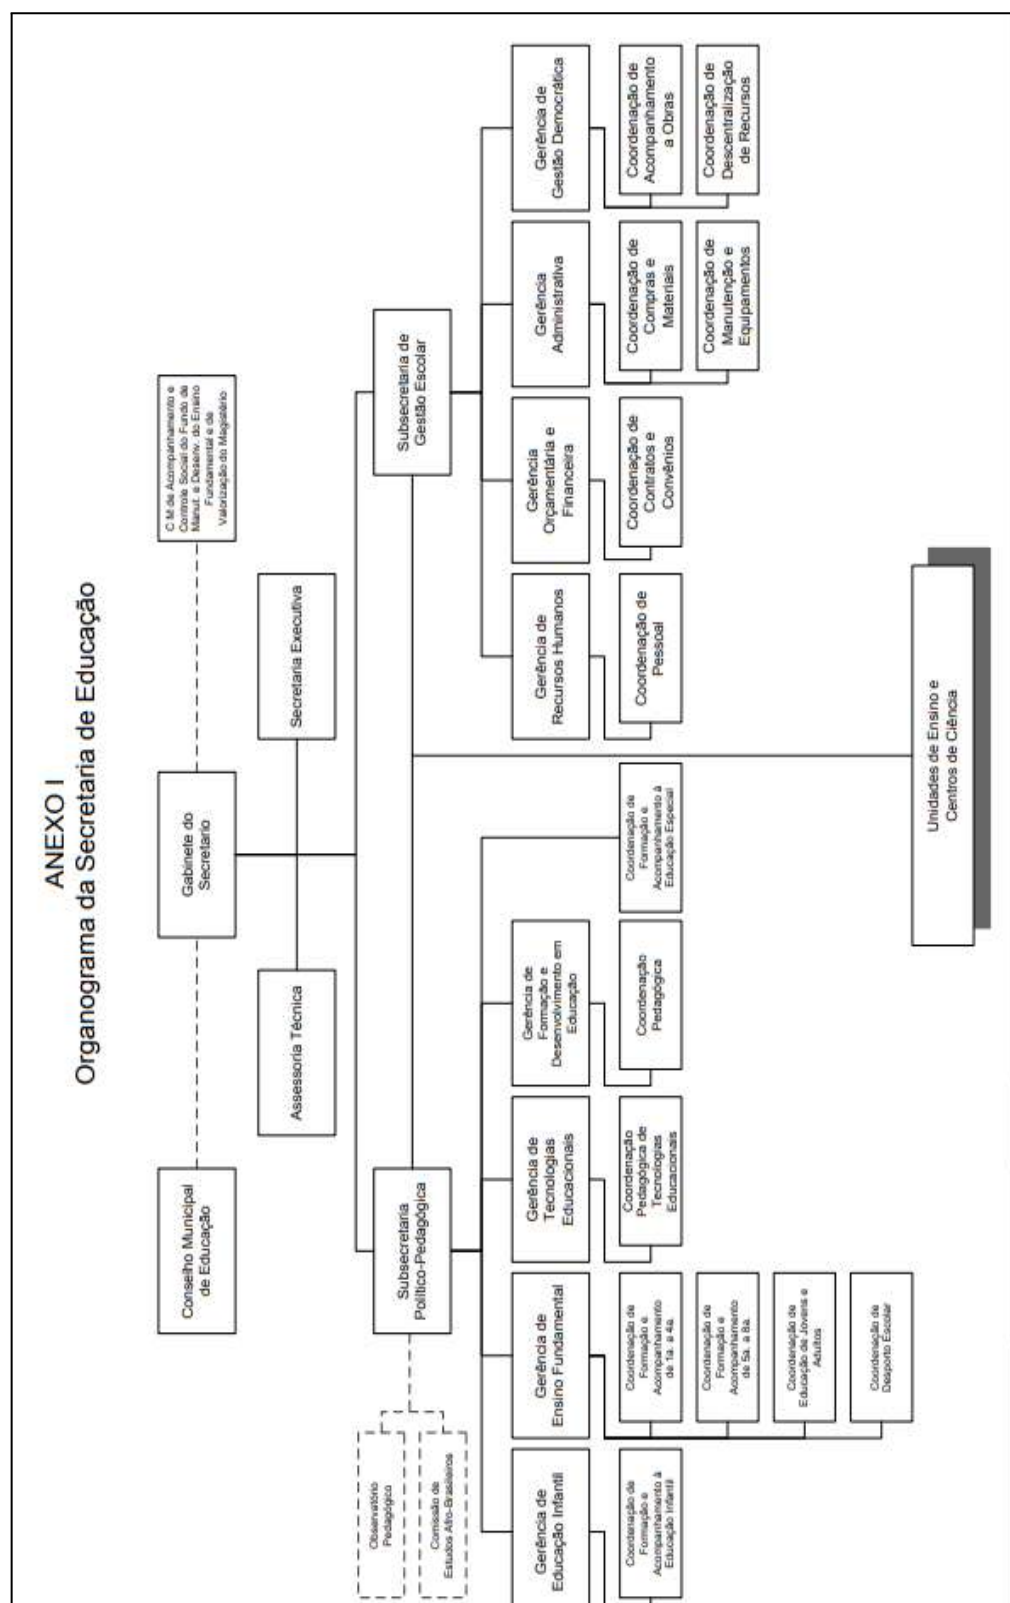 ANEXO I
Organograma da Secretaria de Educação
Conselho Municipal
de Educação
Gabinete do
Secretario
C M de Acompanhamento e
Controle Social do Fundo de
Manut. e Desenv. do Ensino
Fundamental e de
Valorização do Magistério
Assessoria Técnica
Secretaria Executiva
Observatório
Pedagógico
Comissão de
Estudos Afro-Brasileiros
Subsecretaria
Político-Pedagógica
Subsecretaria de
Gestão Escolar
Gerência de
Educação Infantil
Gerência de
Ensino Fundamental
Gerência de
Tecnologias
Educacionais
Gerência de
Formação e
Desenvolvimento em
Educação
Gerência de
Recursos Humanos
Gerência
Orçamentária e
Financeira
Gerência
Administrativa
Gerência de
Gestão Democrática
Coordenação de
Formação e
Acompanhamento à
Educação Infantil
Coordenação de
Formação e
Acompanhamento
de 1a. a 4a.
Coordenação de
Formação e
Acompanhamento
de 5a. a 8a.
Coordenação de
Educação de Jovens e
Adultos
Coordenação de
Desporto Escolar
Coordenação
Pedagógica de
Tecnologias
Educacionais
Coordenação
Pedagógica
Coordenação de
Formação e
Acompanhamento à
Educação Especial
Coordenação de
Pessoal
Coordenação de
Contratos e
Convênios
Coordenação de
Compras e
Materiais
Coordenação de
Manutenção e
Equipamentos
Coordenação de
Acompanhamento
a Obras
Coordenação de
Descentralização
de Recursos
Unidades de Ensino e
Centros de Ciência